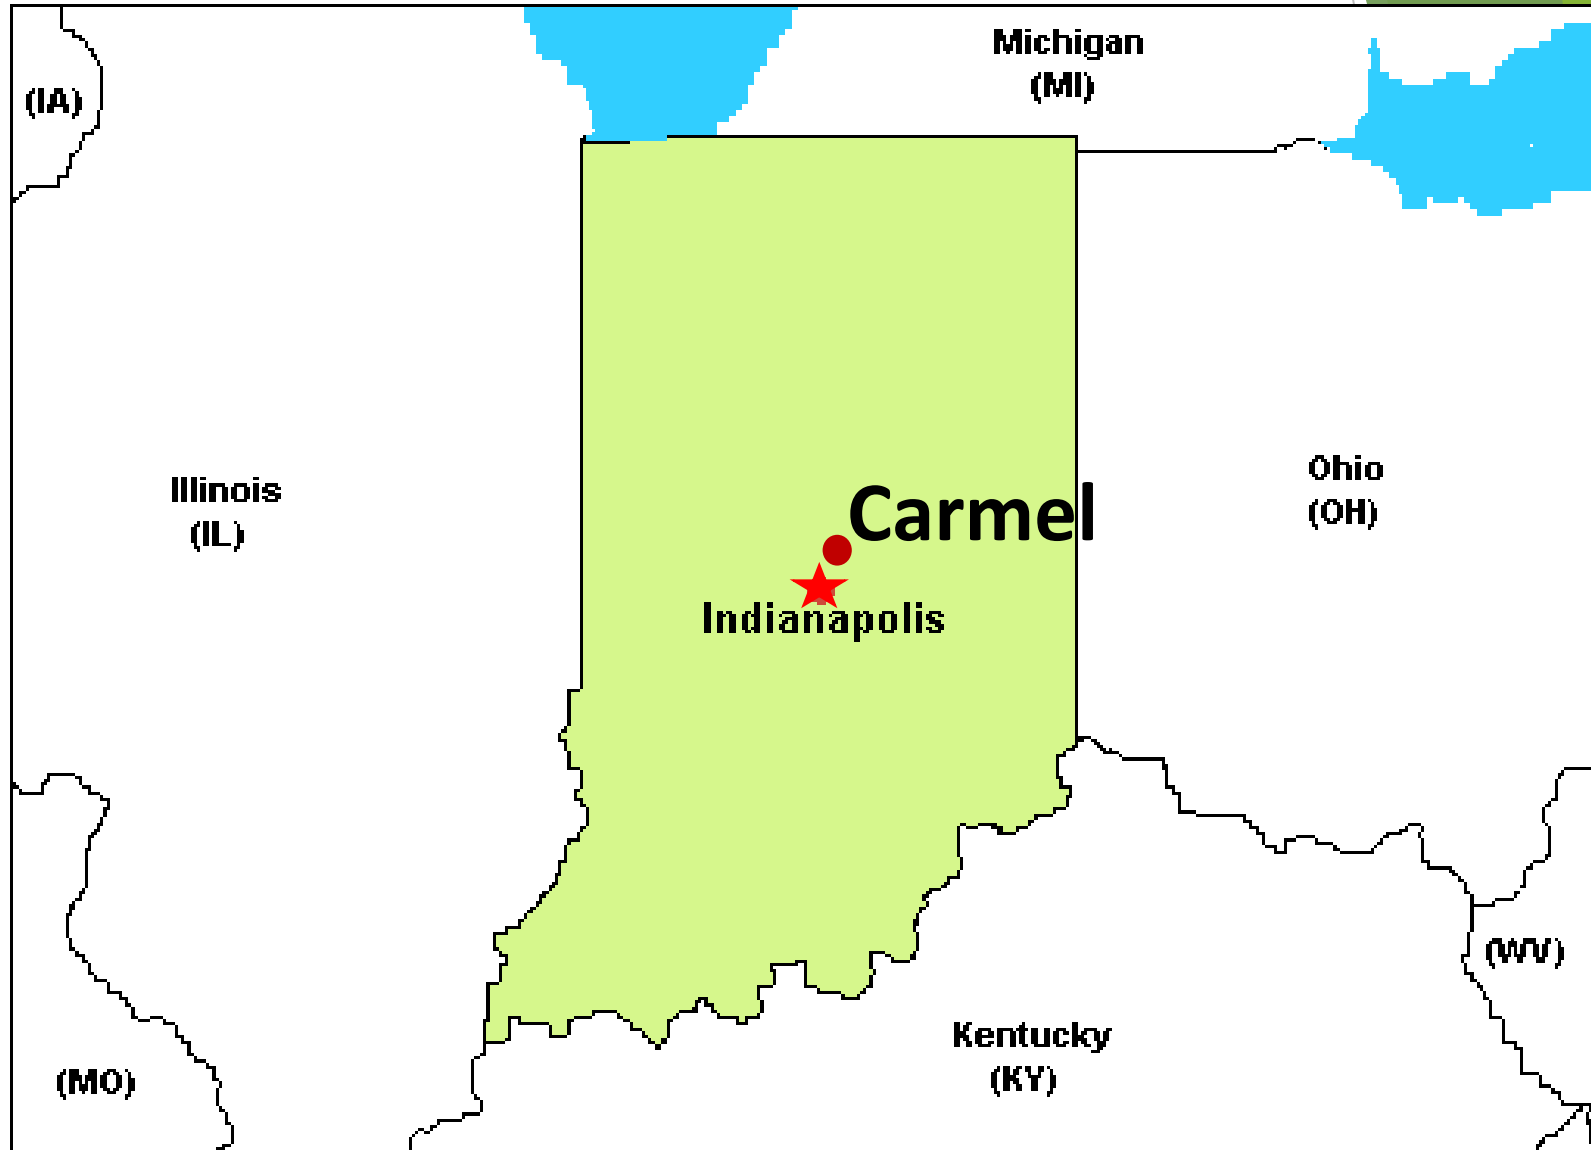 Michigan
(MI)
(IA)
Illinois
(IL)
Ohio
(OH)
Carmel
Indianapolis
(WV)
Kentucky
(KY)
(MO)